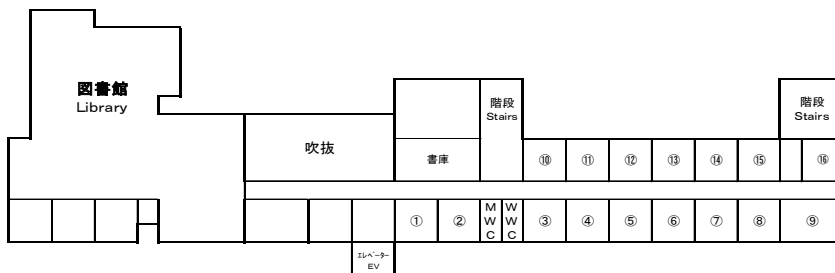 図書館
Library
階段
Stairs
階段
Stairs
吹抜
書庫
⑩
⑪
⑫
⑬
⑭
⑮
⑯
①
②
M
W
C
W
W
C
③
④
⑤
⑥
⑦
⑧
⑨
ｴﾚﾍﾞｰﾀｰ
EV